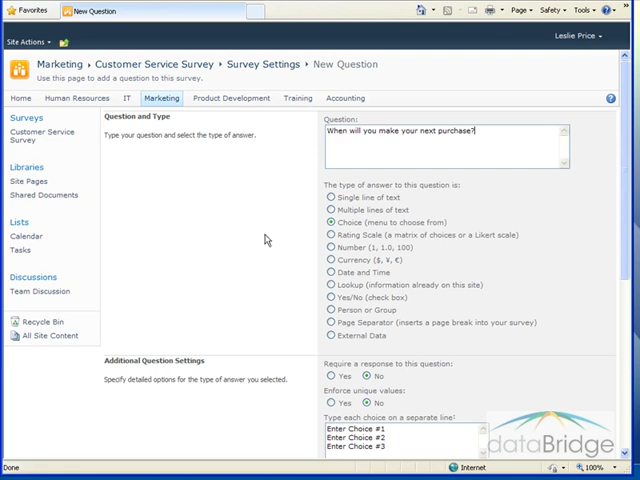 Favorites
New Question
Page
Safety
Tools
Site Actions
Leslie Price
Marketing
Customer Service Survey
Survey Settings
New Question
Use this page to add a question to this survey.
Home
Human Resources
IT
Marketing
Product Development
Training
Accounting
Surveys
Customer Service
Survey
Libraries
Site Pages
Shared Documents
Lists
Calendar
Tasks
Discussions
Team Discussion
Recycle Bin
All Site Content
Question and Type
Type your question and select the type of answer.
Question:
When will you make your next purchase?
The type of answer to this question is:
Single line of text
Multiple lines of text
Choice (menu to choose from)
Rating Scale (a matrix of choices or a Likert scale)
Number (1, 1.0, 100)
Currency ($, ¥, €)
Date and Time
Lookup (information already on this site)
Yes/No (check box)
Person or Group
Page Separator (inserts a page break into your survey)
External Data
Additional Question Settings
Specify detailed options for the type of answer you selected.
Require a response to this question:
Yes No
Enforce unique values:
Yes No
Type each choice on a separate line:
Enter Choice #1
Enter Choice #2
Enter Choice #3
dataBridge
Done
Internet
100%